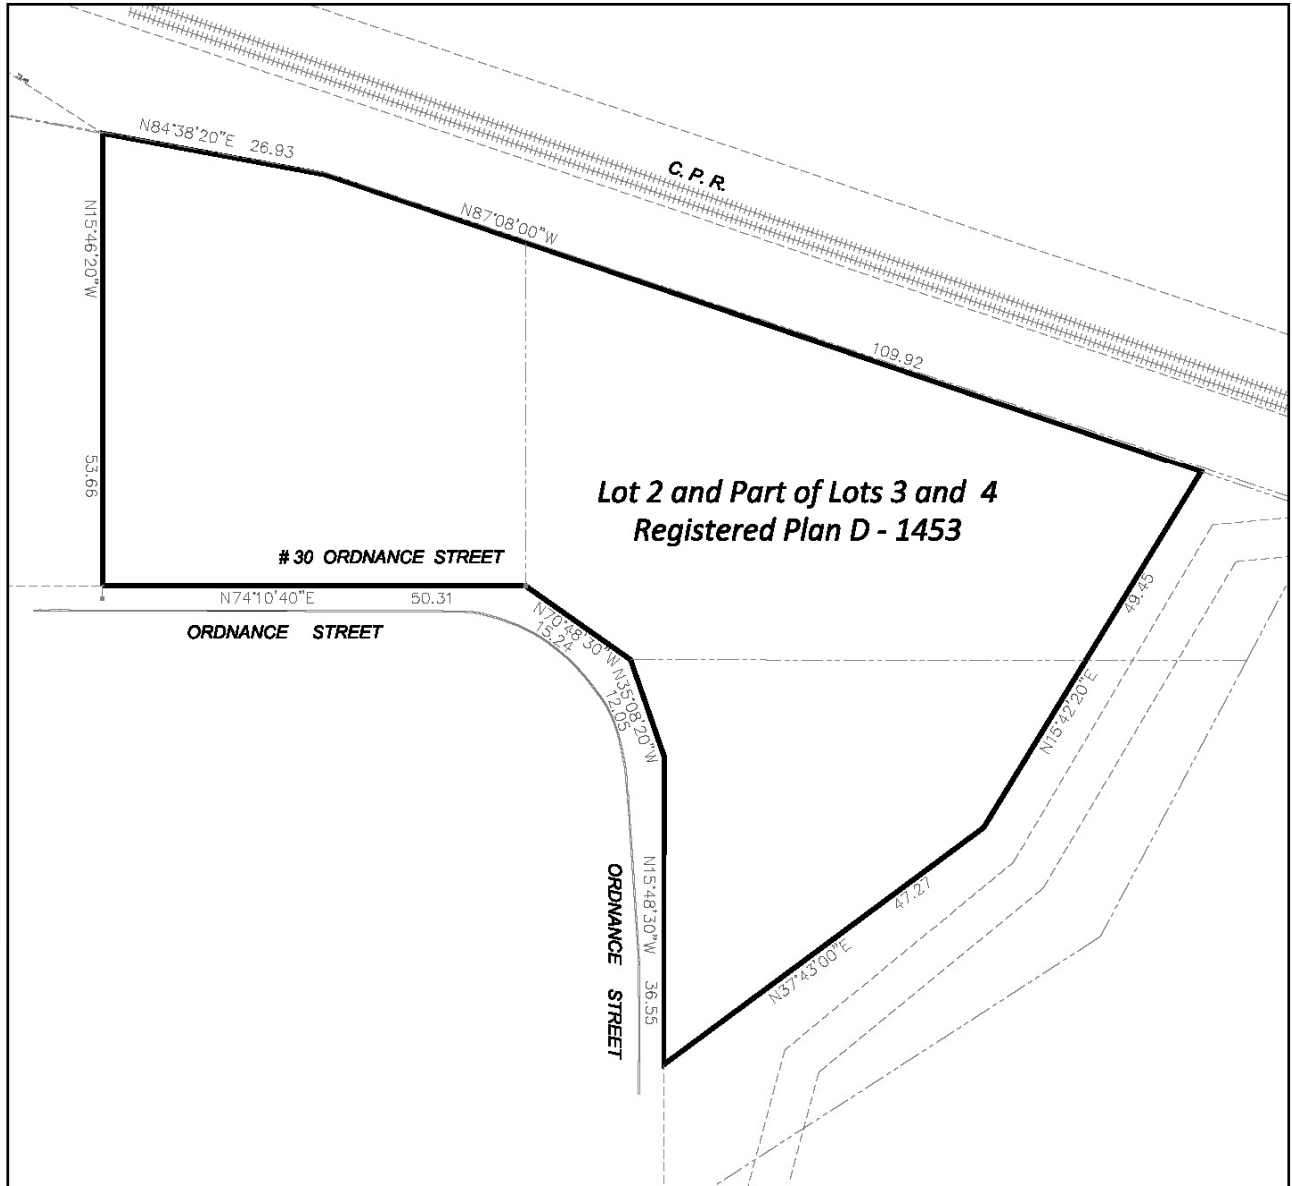 N84°38'20"E 26.93
C. P. R.
N87°08'00"W
109.92
N15°46'20"W
53.66
Lot 2 and Part of Lots 3 and 4
Registered Plan D - 1453
# 30 ORDNANCE STREET
N74°10'40"E 50.31
ORDNANCE STREET
N70°48'30"W
15.24
N35°08'20"W
12.05
49.45
N15°42'20"E
N15°48'30"W 36.55
ORDNANCE STREET
47.27
N37°43'00"E